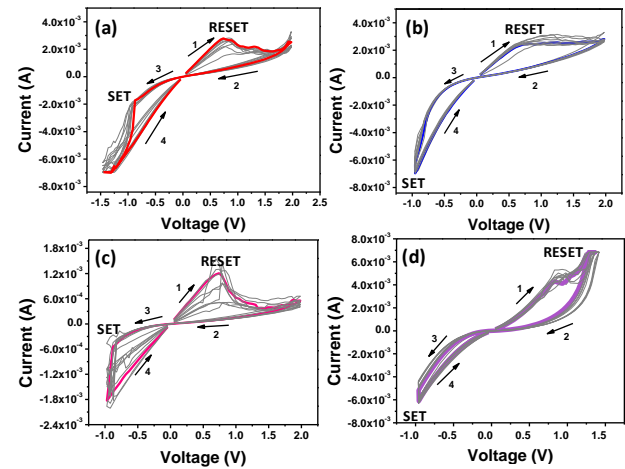 (a)
RESET
1
2
3
4
SET
Current (A)
4.0x10⁻³
2.0x10⁻³
0.0
-2.0x10⁻³
-4.0x10⁻³
-6.0x10⁻³
-8.0x10⁻³
-1.5 -1.0 -0.5 0.0 0.5 1.0 1.5 2.0 2.5
Voltage (V)
(b)
RESET
1
2
3
4
SET
Current (A)
4.0x10⁻³
2.0x10⁻³
0.0
-2.0x10⁻³
-4.0x10⁻³
-6.0x10⁻³
-8.0x10⁻³
-1.0 -0.5 0.0 0.5 1.0 1.5 2.0
Voltage (V)
(c)
RESET
1
2
3
4
SET
Current (A)
1.8x10⁻³
1.2x10⁻³
6.0x10⁻⁴
0.0
-6.0x10⁻⁴
-1.2x10⁻³
-1.8x10⁻³
-2.4x10⁻³
-1.0 -0.5 0.0 0.5 1.0 1.5 2.0
Voltage (V)
(d)
RESET
1
2
3
4
SET
Current (A)
8.0x10⁻³
6.0x10⁻³
4.0x10⁻³
2.0x10⁻³
0.0
-2.0x10⁻³
-4.0x10⁻³
-6.0x10⁻³
-8.0x10⁻³
-1.0 -0.5 0.0 0.5 1.0 1.5
Voltage (V)